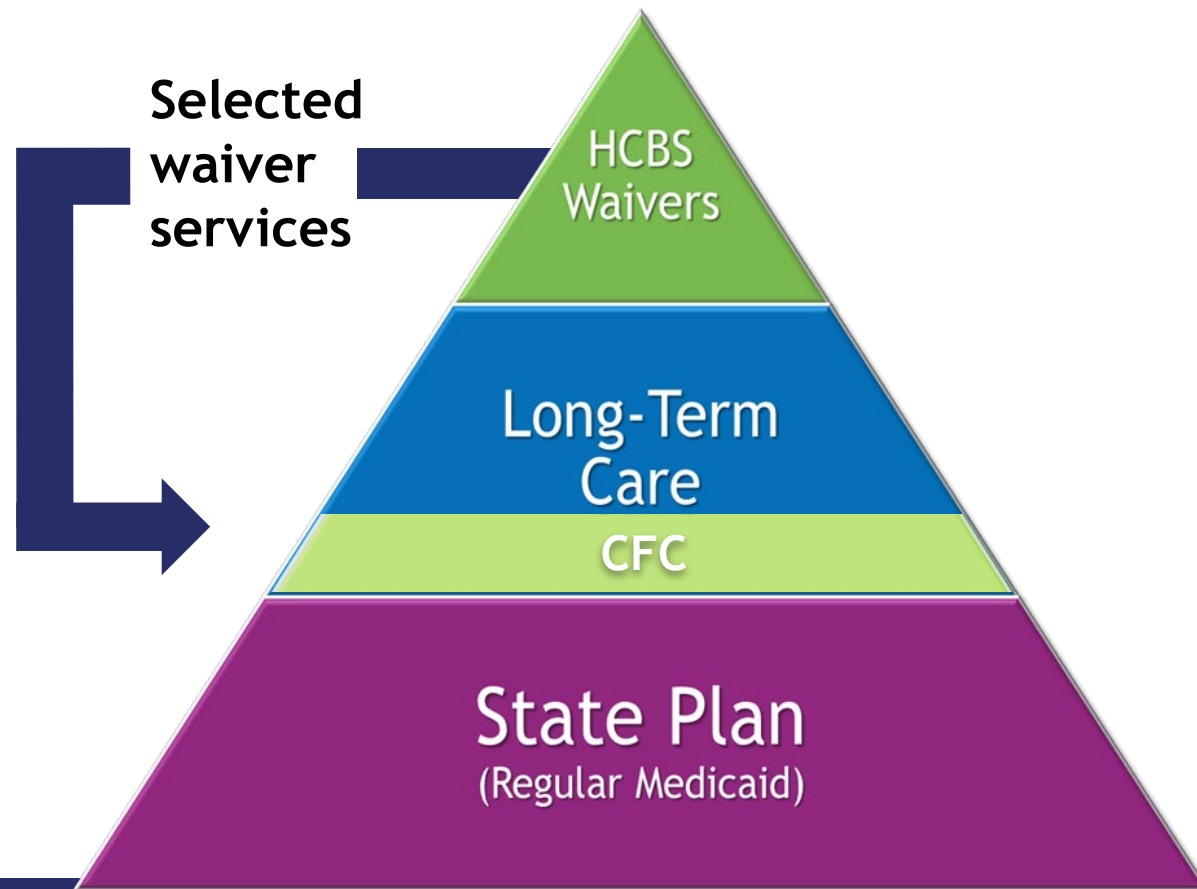 Selected
waiver
services
HCBS
Waivers
Long-Term
Care
CFC
State Plan
(Regular Medicaid)